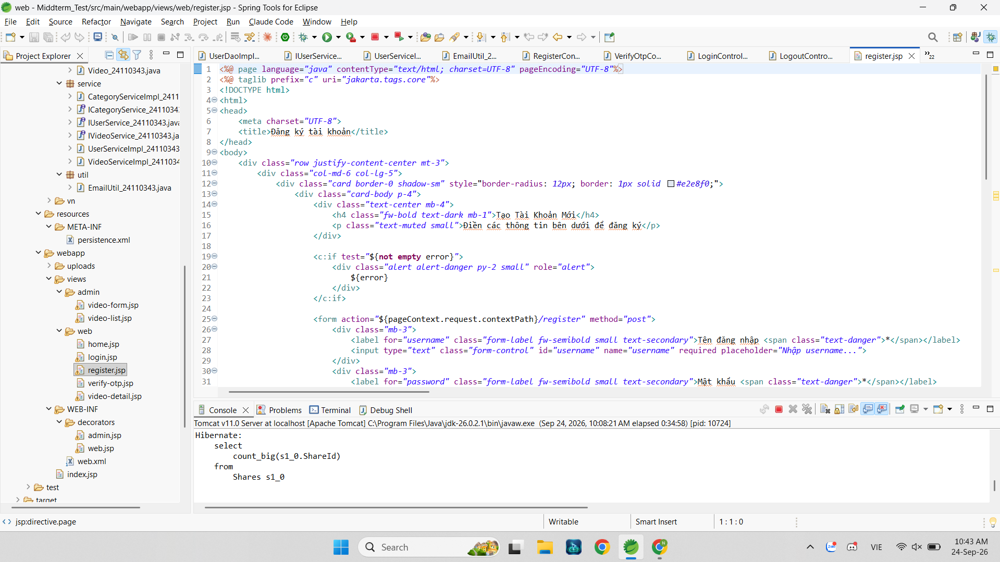 web - Middterm_Test/src/main/webapp/views/web/register.jsp - Spring Tools for Eclipse
File Edit Source Refactor Navigate Search Project Run Claude Code Window Help
Project Explorer
Video_24110343.java
service
CategoryServiceImpl_2411
ICategoryService_2411034
IUserService_24110343.java
IVideoService_24110343.ja
UserServiceImpl_24110343
VideoServiceImpl_2411034
util
EmailUtil_24110343.java
vn
resources
META-INF
persistence.xml
webapp
uploads
views
admin
video-form.jsp
video-list.jsp
web
home.jsp
login.jsp
register.jsp
verify-otp.jsp
video-detail.jsp
WEB-INF
decorators
admin.jsp
web.jsp
web.xml
index.jsp
test
target
UserDaoImpl... IUserService... UserServiceI... EmailUtil_2... RegisterCon... VerifyOtpCo... LoginControl... LogoutContro... register.jsp 22
1 <%@ page language="java" contentType="text/html; charset=UTF-8" pageEncoding="UTF-8"%>
2 <%@ taglib prefix="c" uri="jakarta.tags.core"%>
3 <!DOCTYPE html>
4 <html>
5 <head>
6 <meta charset="UTF-8">
7 <title>Đăng ký tài khoản</title>
8 </head>
9 <body>
10 <div class="row justify-content-center mt-3">
11 <div class="col-md-6 col-lg-5">
12 <div class="card border-0 shadow-sm" style="border-radius: 12px; border: 1px solid #e2e8f0;">
13 <div class="card-body p-4">
14 <div class="text-center mb-4">
15 <h4 class="fw-bold text-dark mb-1">Tạo Tài Khoản Mới</h4>
16 <p class="text-muted small">Điền các thông tin bên dưới để đăng ký</p>
17 </div>
18
19 <c:if test="${not empty error}">
20 <div class="alert alert-danger py-2 small" role="alert">
21 ${error}
22 </div>
23 </c:if>
24
25 <form action="${pageContext.request.contextPath}/register" method="post">
26 <div class="mb-3">
27 <label for="username" class="form-label fw-semibold small text-secondary">Tên đăng nhập <span class="text-danger">*</span></label>
28 <input type="text" class="form-control" id="username" name="username" required placeholder="Nhập username...">
29 </div>
30 <div class="mb-3">
31 <label for="password" class="form-label fw-semibold small text-secondary">Mật khẩu <span class="text-danger">*</span></label>
Console Problems Terminal Debug Shell
Tomcat v11.0 Server at localhost [Apache Tomcat] C:\Program Files\Java\jdk-26.0.2.1\bin\javaw.exe (Sep 24, 2026, 10:08:21 AM elapsed 0:34:58) [pid: 10724]
Hibernate:
select
count_big(s1_0.ShareId)
from
Shares s1_0
jsp:directive.page Writable Smart Insert 1 : 1 : 0
Search VIE 10:43 AM
24-Sep-26